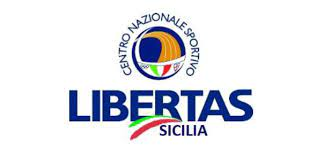 CENTRO NAZIONALE SPORTIVO
LIBERTAS
SICILIA